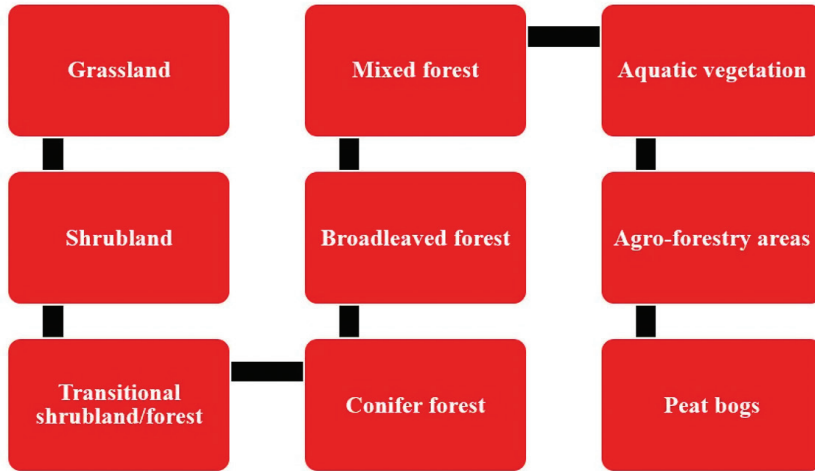 Grassland
Shrubland
Transitional
shrubland/forest
Conifer forest
Broadleaved forest
Mixed forest
Aquatic vegetation
Agro-forestry areas
Peat bogs